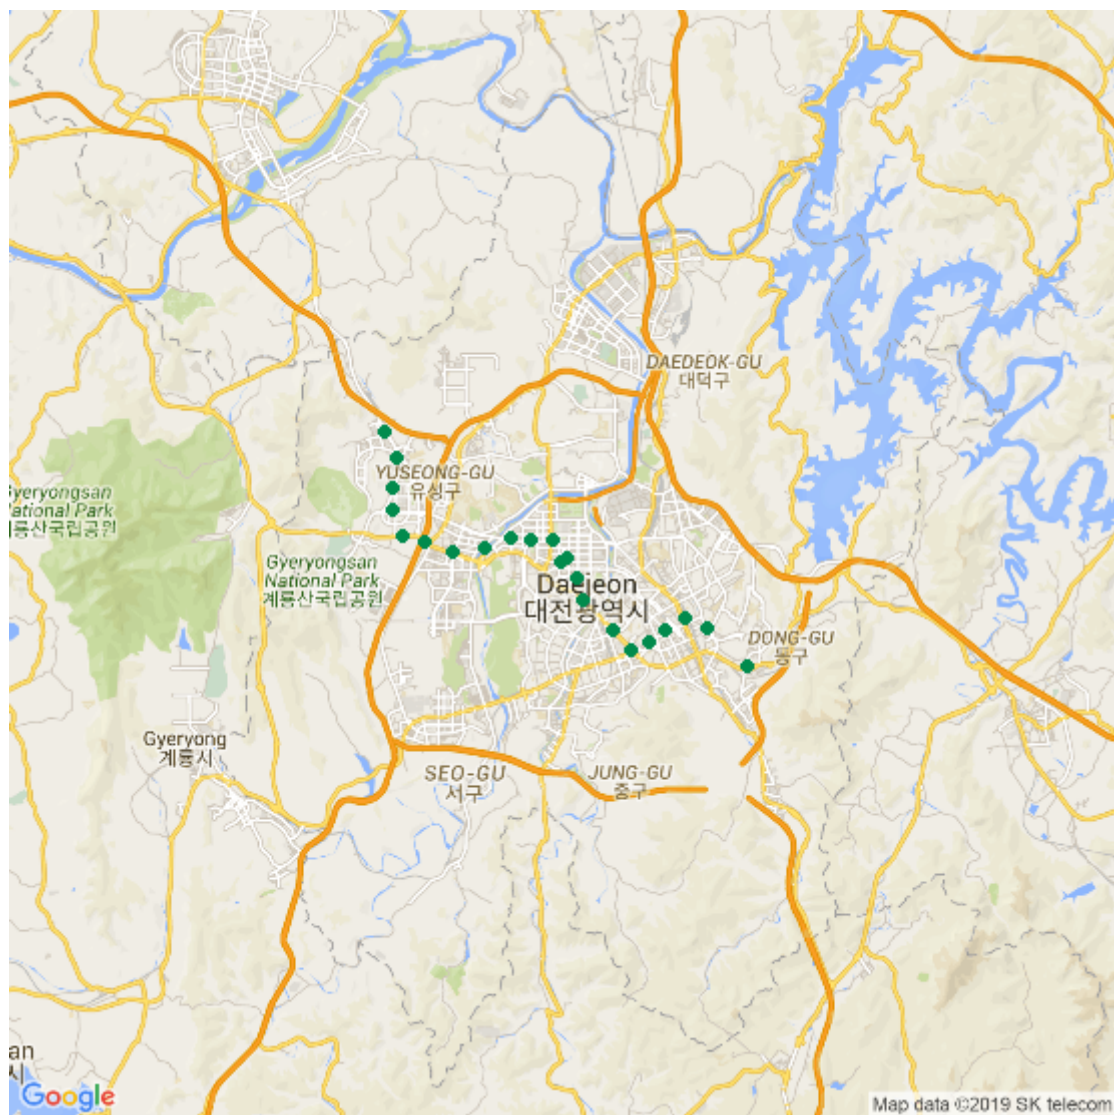 DAEDEOK-GU
대덕구
YUSEONG-GU
유성구
Gyeryongsan
National Park
계룡산국립공원
Gyeryongsan
National Park
계룡산국립공원
Daejeon
대전광역시
DONG-GU
동구
Gyeryong
계룡시
SEO-GU
서구
JUNG-GU
중구
an
시
Google
Map data ©2019 SK telecom